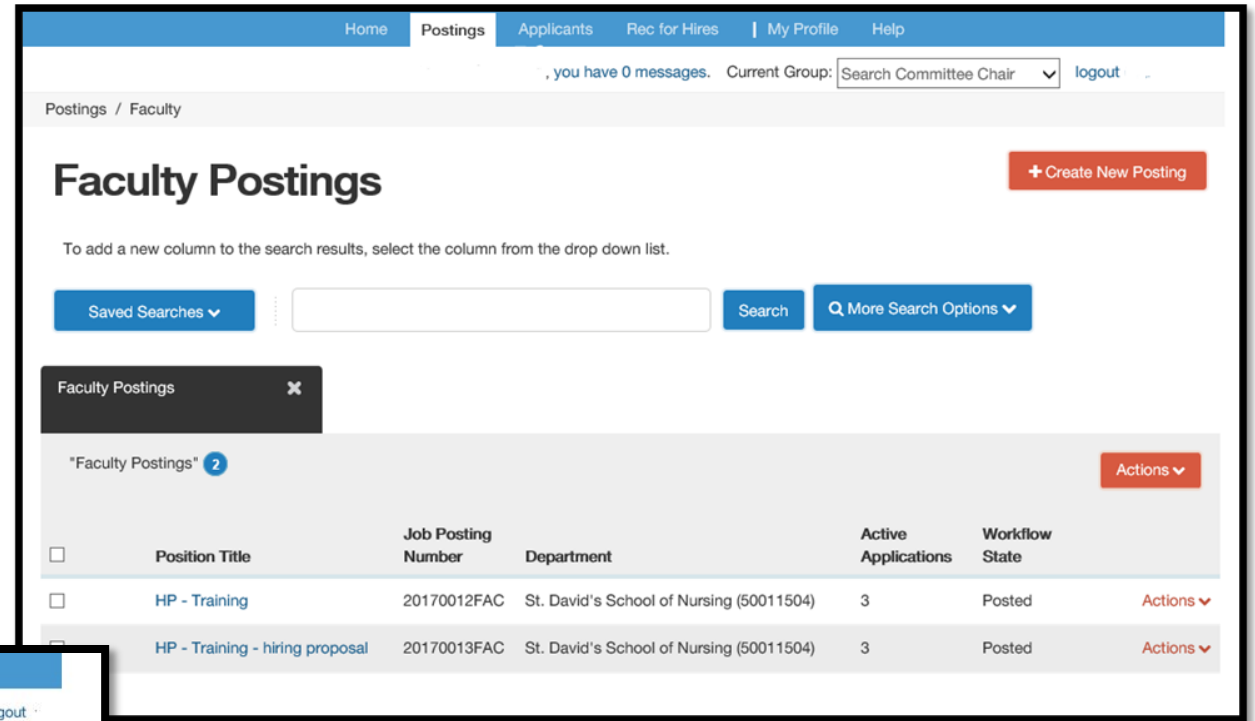 Home Postings Applicants Rec for Hires | My Profile Help
, you have 0 messages. Current Group: Search Committee Chair logout
Postings / Faculty
Faculty Postings
+ Create New Posting
To add a new column to the search results, select the column from the drop down list.
Saved Searches Search More Search Options
Faculty Postings
"Faculty Postings" 2
Actions
Position Title Job Posting Number Department Active Applications Workflow State
HP - Training 20170012FAC St. David's School of Nursing (50011504) 3 Posted Actions
HP - Training - hiring proposal 20170013FAC St. David's School of Nursing (50011504) 3 Posted Actions
gout